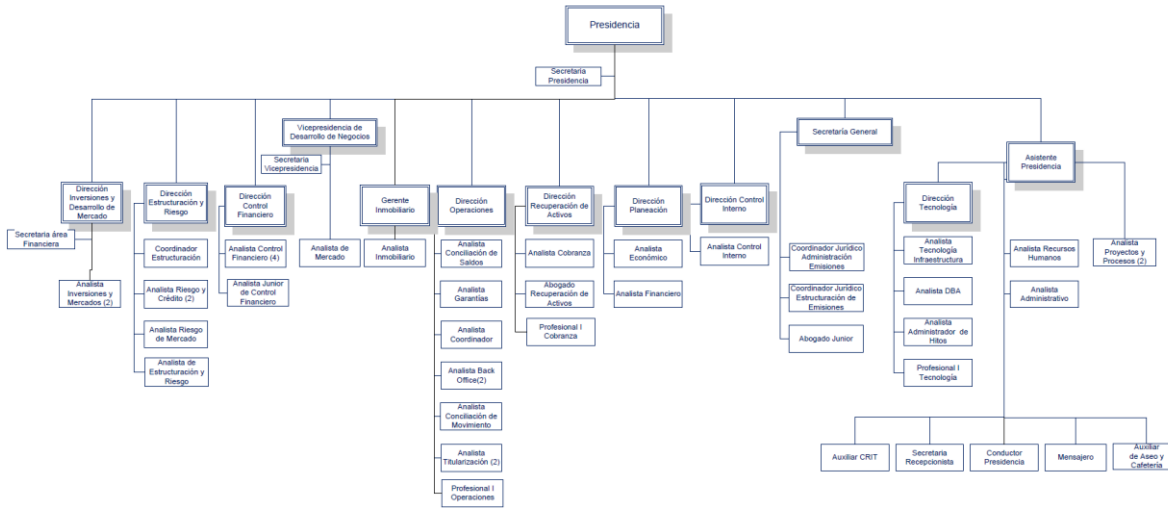 Presidencia
Secretaria
Presidencia
Vicepresidencia de
Desarrollo de Negocios
Secretaria
Vicepresidencia
Secretaría General
Asistente
Presidencia
Dirección
Inversiones y
Desarrollo de
Mercado
Dirección
Estructuración y
Riesgo
Dirección
Control
Financiero
Gerente
Inmobiliario
Dirección
Operaciones
Dirección
Recuperación
de Activos
Dirección
Planeación
Dirección Control
Interno
Dirección
Tecnología
Secretaria área
Financiera
Analista
Inversiones y
Mercados (2)
Coordinador
Estructuración
Analista Riesgo y
Crédito (2)
Analista Riesgo
de Mercado
Analista de
Estructuración y
Riesgo
Analista Control
Financiero (4)
Analista Junior
de Control
Financiero
Analista de
Mercado
Analista
Inmobiliario
Analista
Conciliación de
Saldos
Analista
Garantías
Analista
Coordinador
Analista Back
Office(2)
Analista
Conciliación de
Movimiento
Analista
Titularización (2)
Profesional I
Operaciones
Analista Cobranza
Abogado
Recuperación de
Activos
Profesional I
Cobranza
Analista
Económico
Analista Financiero
Analista Control
Interno
Coordinador Jurídico
Administración
Emisiones
Coordinador Jurídico
Estructuración de
Emisiones
Abogado Junior
Analista
Tecnología
Infraestructura
Analista DBA
Analista
Administrador de
Hitos
Profesional I
Tecnología
Analista Recursos
Humanos
Analista
Administrativo
Analista
Proyectos y
Procesos (2)
Auxiliar CRIT
Secretaria
Recepcionista
Conductor
Presidencia
Mensajero
Auxiliar
de Aseo y
Cafetería